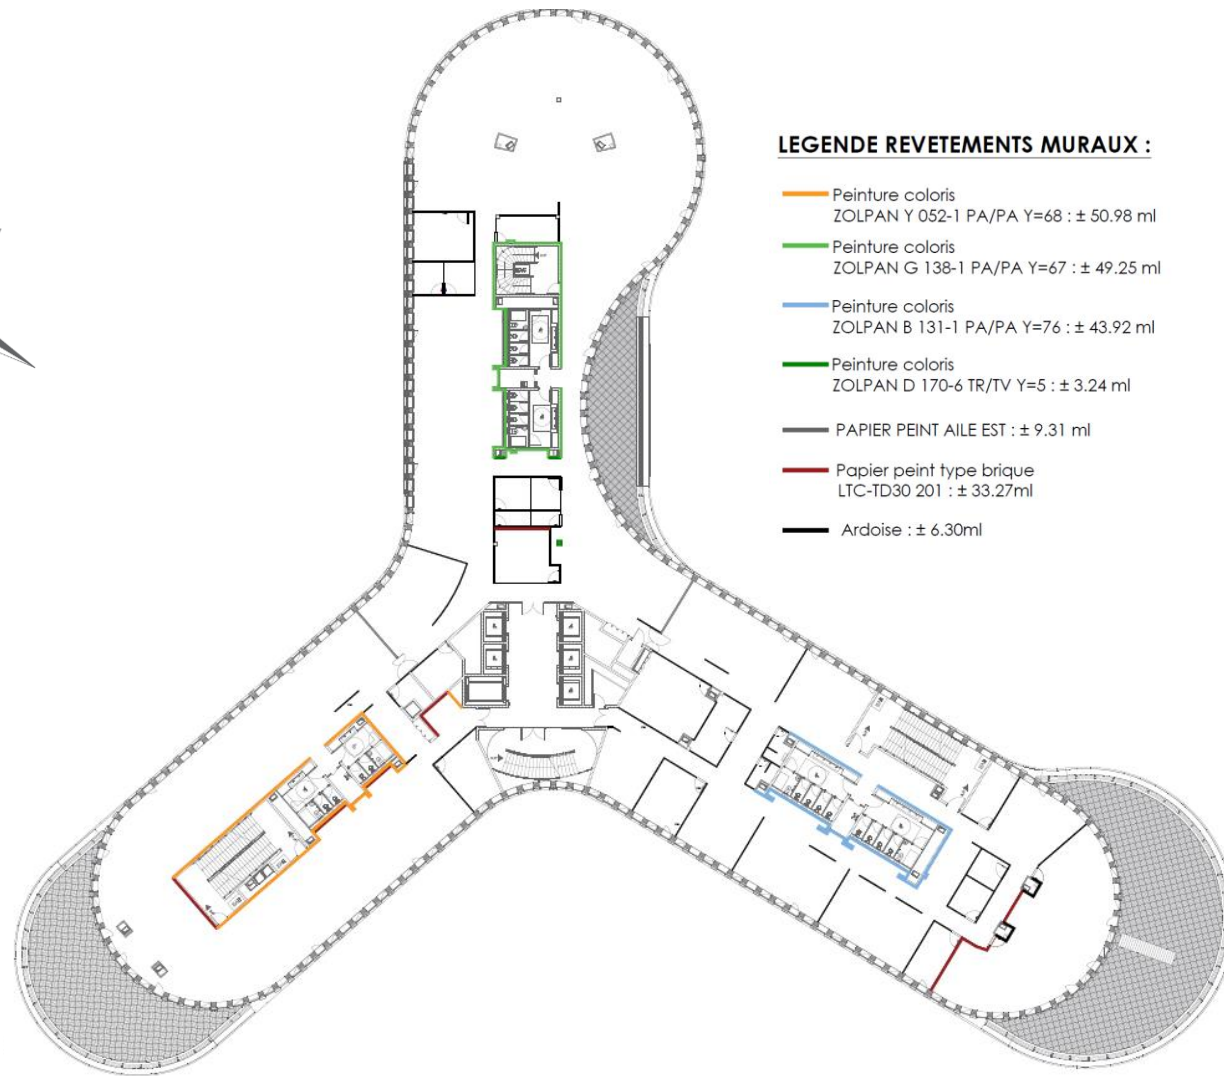 LEGENDE REVETEMENTS MURAUX :
Peinture coloris
ZOLPAN Y 052-1 PA/PA Y=68 : ± 50.98 ml
Peinture coloris
ZOLPAN G 138-1 PA/PA Y=67 : ± 49.25 ml
Peinture coloris
ZOLPAN B 131-1 PA/PA Y=76 : ± 43.92 ml
Peinture coloris
ZOLPAN D 170-6 TR/TV Y=5 : ± 3.24 ml
PAPIER PEINT AILE EST : ± 9.31 ml
Papier peint type brique
LTC-TD30 201 : ± 33.27ml
Ardoise : ± 6.30ml